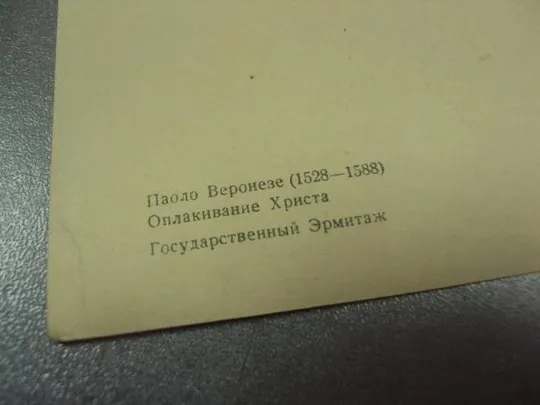 Паоло Веронезе (1528—1588)
Оплакивание Христа
Государственный Эрмитаж